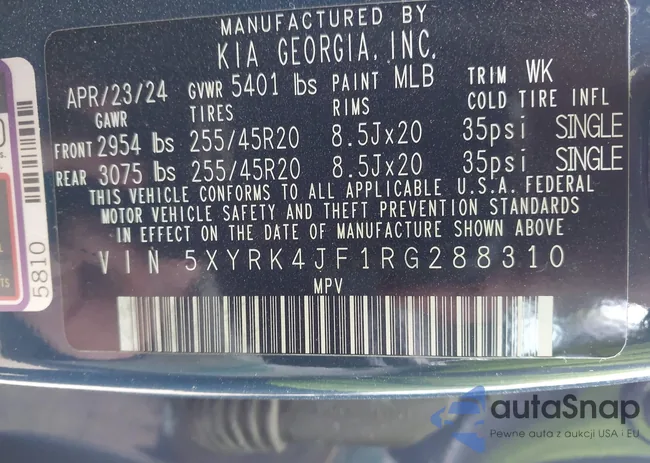 MANUFACTURED BY
KIA GEORGIA, INC.
APR/23/24 GVWR 5401 lbs PAINT MLB TRIM WK
GAWR TIRES RIMS COLD TIRE INFL
FRONT 2954 lbs 255/45R20 8.5Jx20 35psi SINGLE
REAR 3075 lbs 255/45R20 8.5Jx20 35psi SINGLE
THIS VEHICLE CONFORMS TO ALL APPLICABLE U.S.A. FEDERAL
MOTOR VEHICLE SAFETY AND THEFT PREVENTION STANDARDS
IN EFFECT ON THE DATE OF MANUFACTURE SHOWN ABOVE
VIN 5XYRK4JF1RG288310
MPV
5810
autaSnap
Pewne auta z aukcji USA i EU